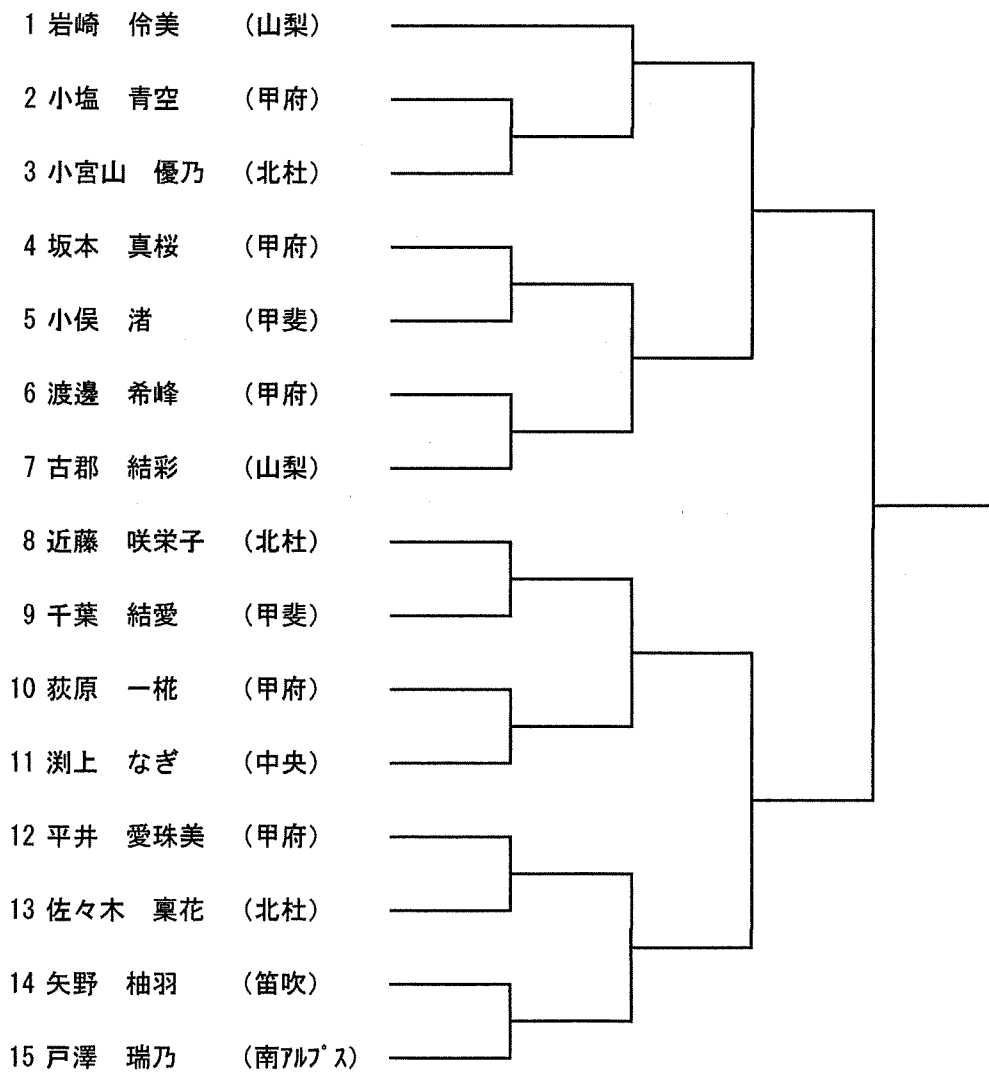 1 岩崎　伶美　（山梨）
2 小塩　青空　（甲府）
3 小宮山　優乃　（北杜）
4 坂本　真桜　（甲府）
5 小俣　渚　（甲斐）
6 渡邊　希峰　（甲府）
7 古郡　結彩　（山梨）
8 近藤　咲栄子　（北杜）
9 千葉　結愛　（甲斐）
10 荻原　一椛　（甲府）
11 渕上　なぎ　（中央）
12 平井　愛珠美　（甲府）
13 佐々木　稟花　（北杜）
14 矢野　柚羽　（笛吹）
15 戸澤　瑞乃　（南ｱﾙﾌﾟｽ）